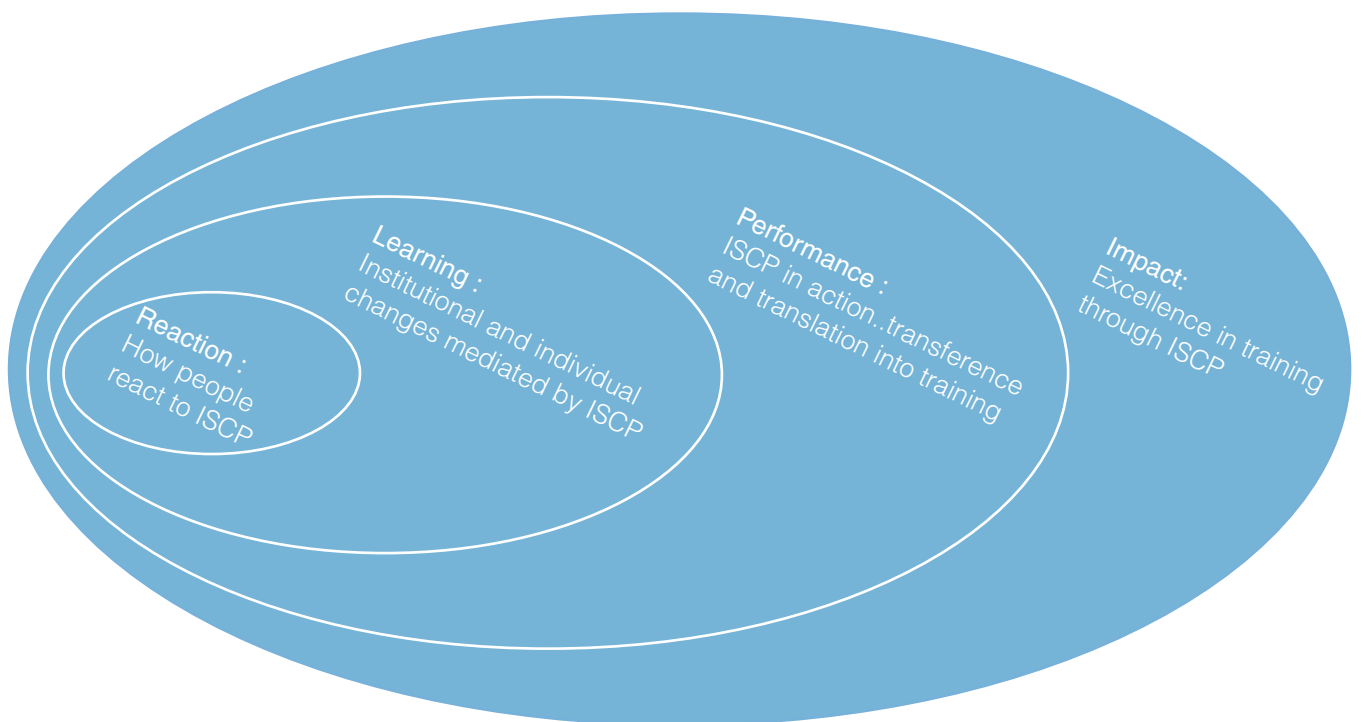 Reaction :
How people
react to ISCP
Learning :
Institutional and individual
changes mediated by ISCP
Performance :
ISCP in action..transference
and translation into training
Impact:
Excellence in training
through ISCP